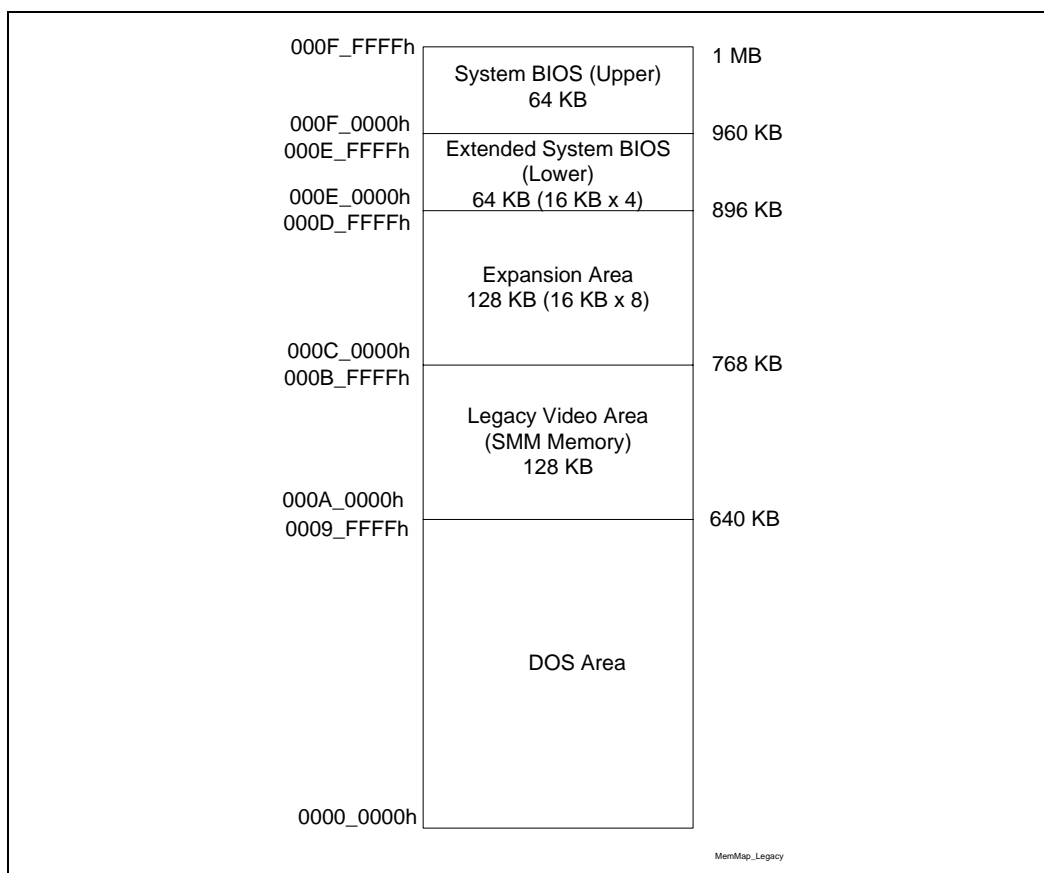 000F_FFFFh
1 MB
System BIOS (Upper)
64 KB
000F_0000h
960 KB
000E_FFFFh
Extended System BIOS
(Lower)
64 KB (16 KB x 4)
000E_0000h
896 KB
000D_FFFFh
Expansion Area
128 KB (16 KB x 8)
000C_0000h
768 KB
000B_FFFFh
Legacy Video Area
(SMM Memory)
128 KB
000A_0000h
640 KB
0009_FFFFh
DOS Area
0000_0000h
MemMap_Legacy